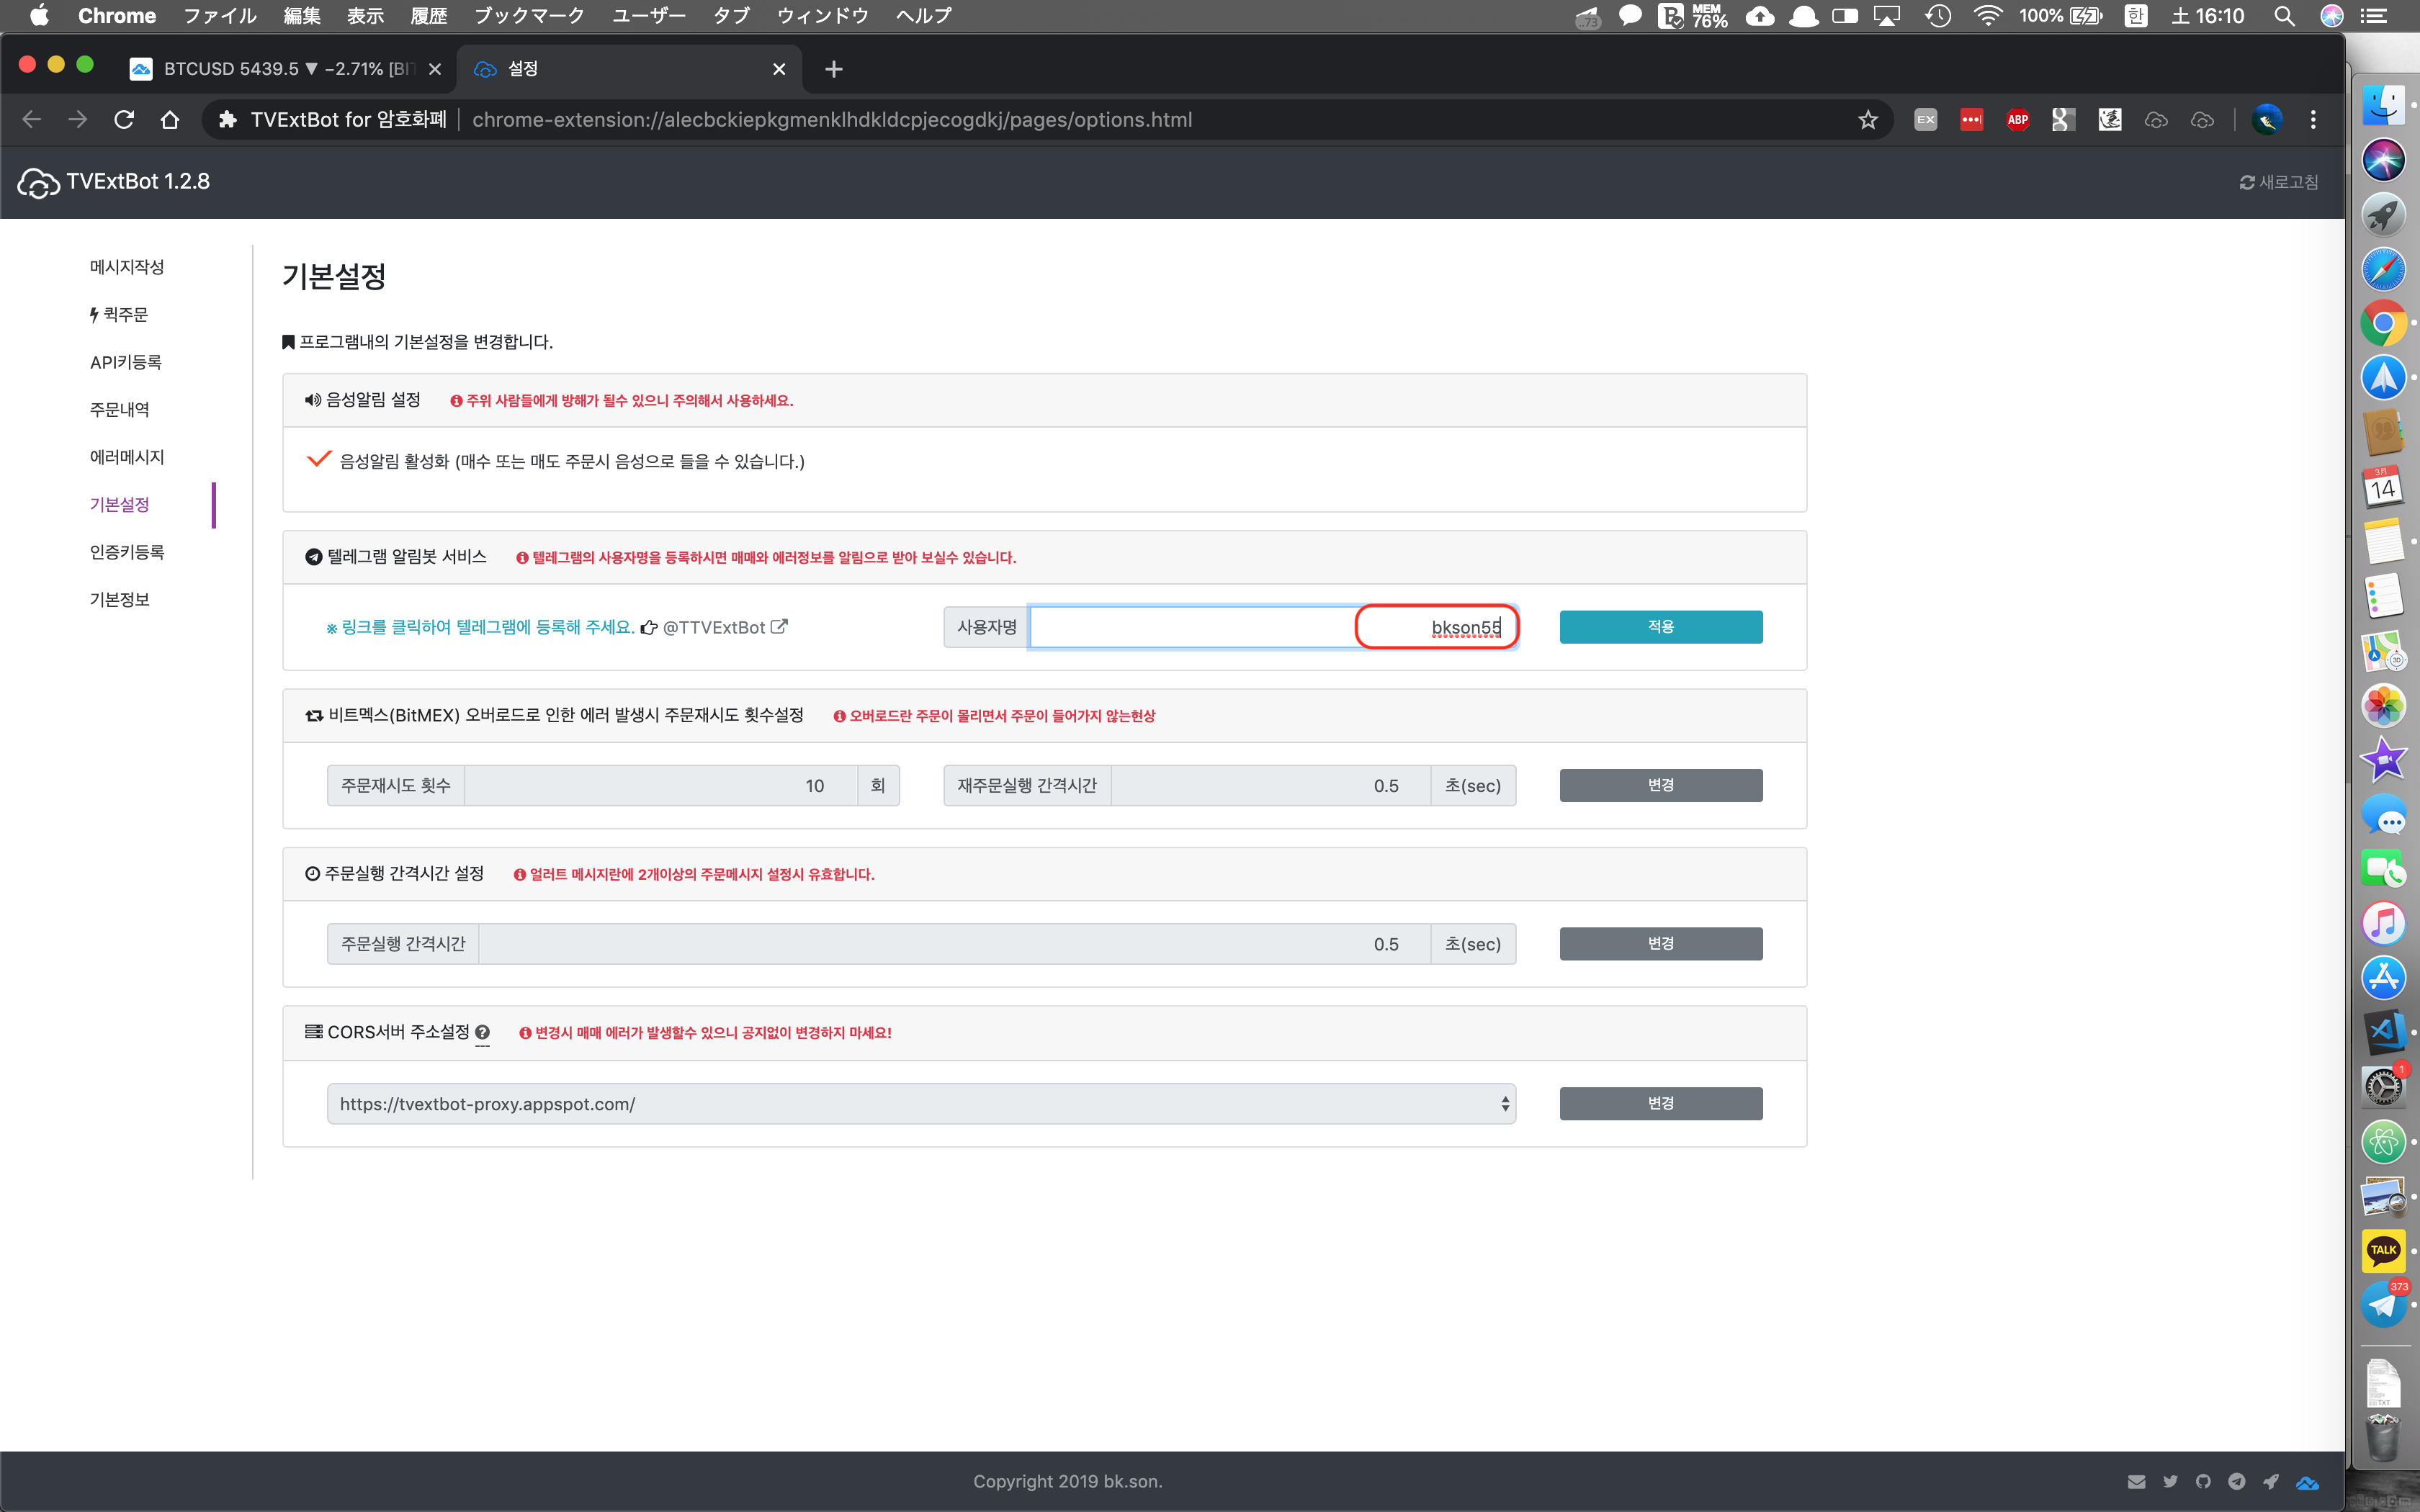 Chrome ファイル 編集 表示 履歴 ブックマーク ユーザー タブ ウィンドウ ヘルプ
.73 MEM 76% 100% 한 土 16:10
BTCUSD 5439.5 ▼ −2.71% [BIT
설정
TVExtBot for 암호화폐 chrome-extension://alecbckiepkgmenklhdkldcpjecogdkj/pages/options.html
EX ABP
TVExtBot 1.2.8
새로고침
메시지작성
퀵주문
API키등록
주문내역
에러메시지
기본설정
인증키등록
기본정보
기본설정
프로그램내의 기본설정을 변경합니다.
음성알림 설정 주위 사람들에게 방해가 될수 있으니 주의해서 사용하세요.
음성알림 활성화 (매수 또는 매도 주문시 음성으로 들을 수 있습니다.)
텔레그램 알림봇 서비스 텔레그램의 사용자명을 등록하시면 매매와 에러정보를 알림으로 받아 보실수 있습니다.
※ 링크를 클릭하여 텔레그램에 등록해 주세요. @TTVExtBot 사용자명 bkson55 적용
비트멕스(BitMEX) 오버로드로 인한 에러 발생시 주문재시도 횟수설정 오버로드란 주문이 몰리면서 주문이 들어가지 않는현상
주문재시도 횟수 10 회 재주문실행 간격시간 0.5 초(sec) 변경
주문실행 간격시간 설정 얼러트 메시지란에 2개이상의 주문메시지 설정시 유효합니다.
주문실행 간격시간 0.5 초(sec) 변경
CORS서버 주소설정 변경시 매매 에러가 발생할수 있으니 공지없이 변경하지 마세요!
https://tvextbot-proxy.appspot.com/ 변경
Copyright 2019 bk.son.
3月
14
3D
1
TALK
373
TXT